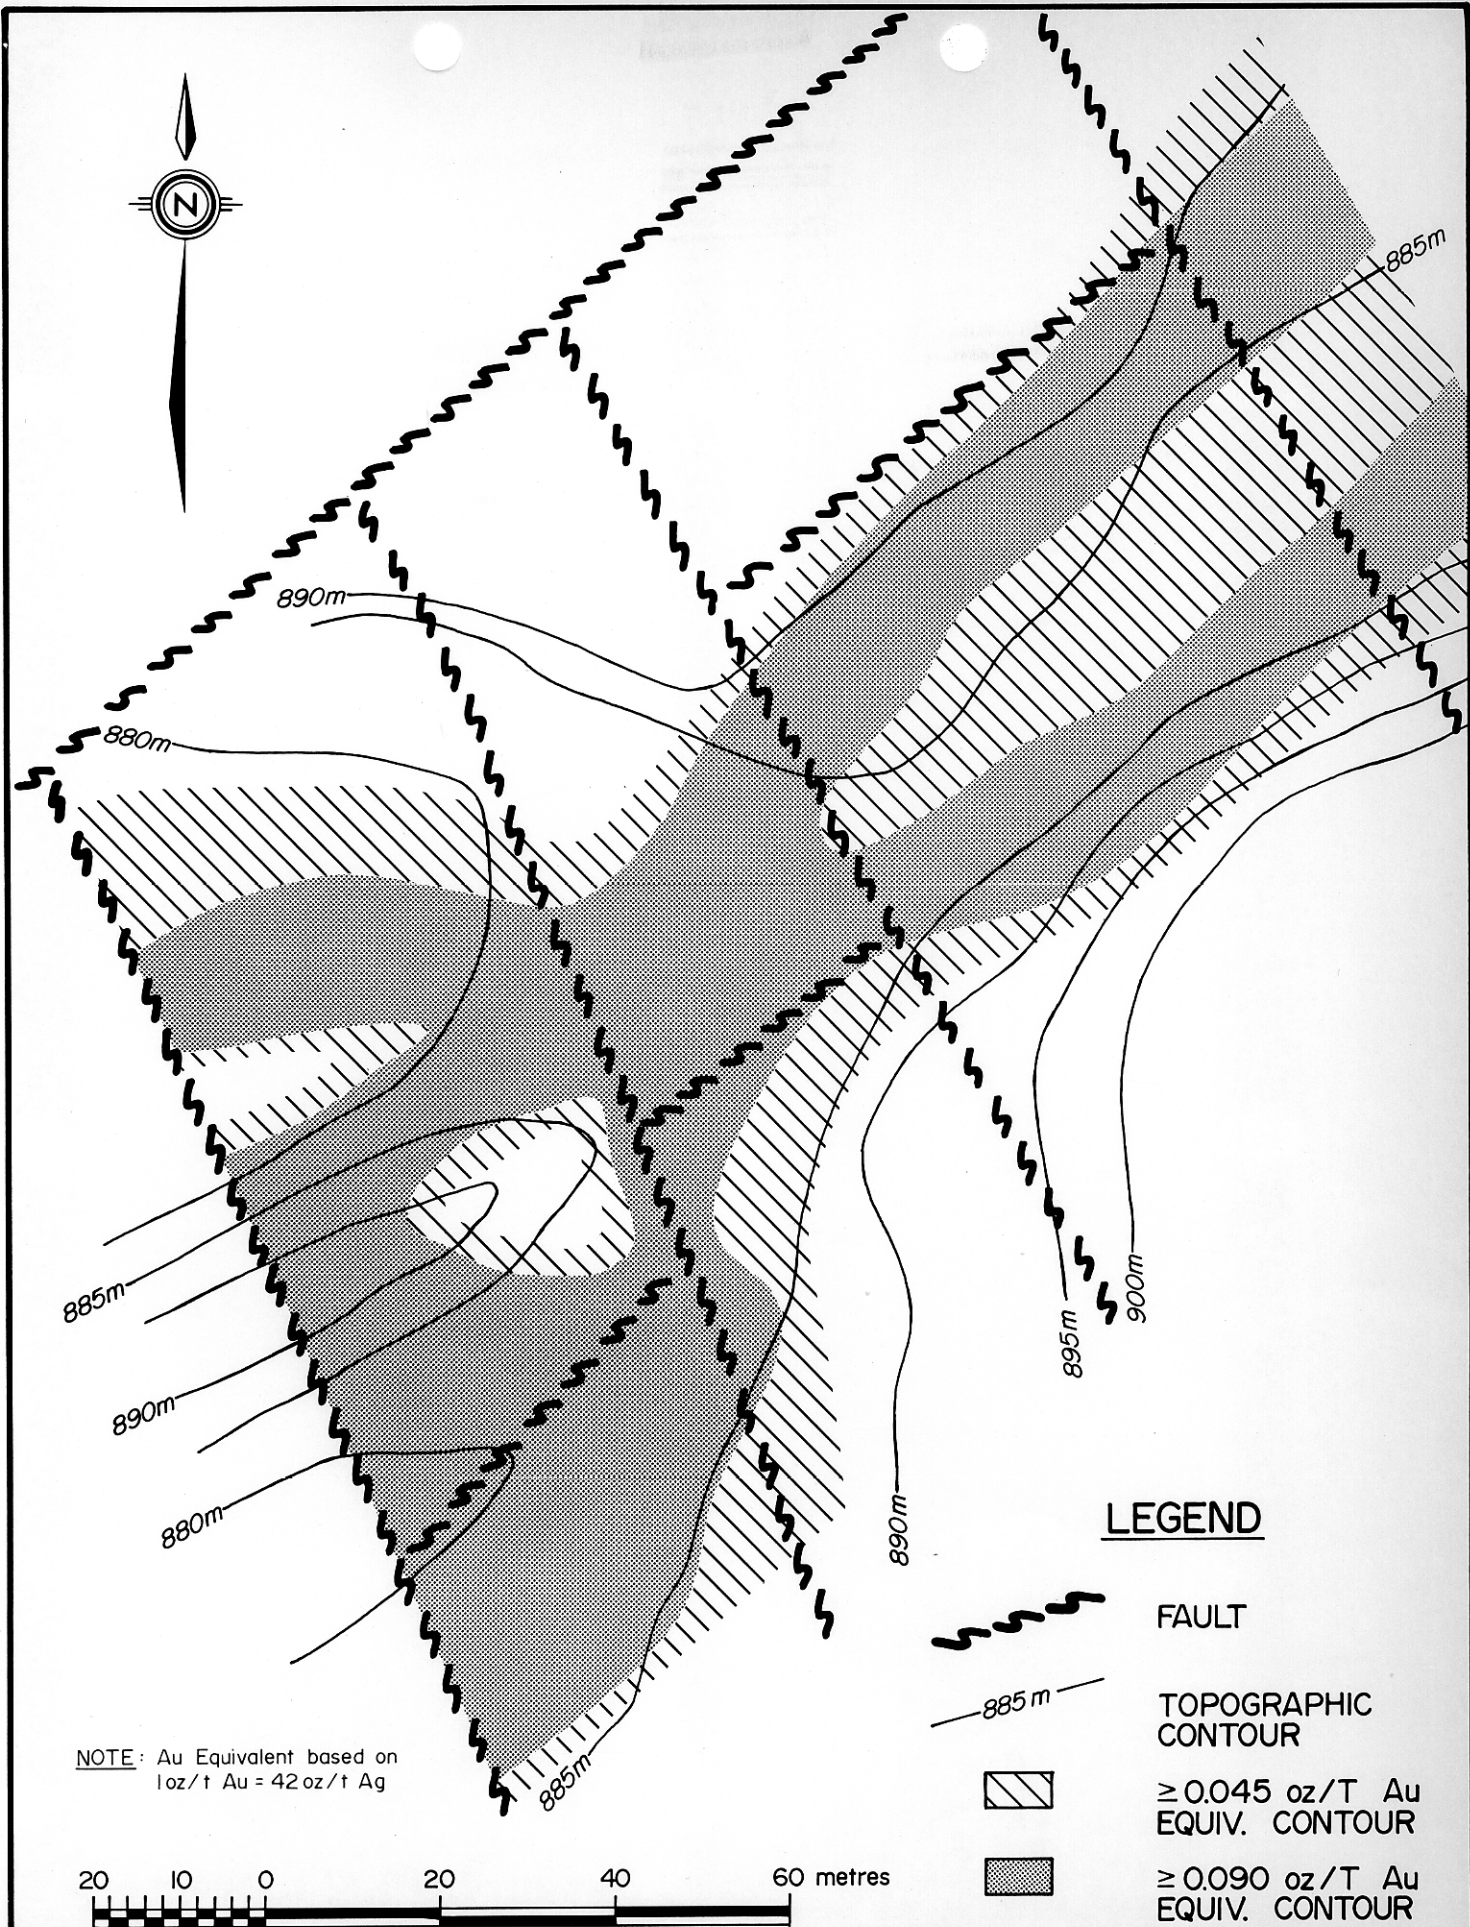 N
885m
890m
880m
885m
890m
880m
900m
895m
890m
885m
LEGEND
FAULT
885m
TOPOGRAPHIC
CONTOUR
≥0.045 oz/T Au
EQUIV. CONTOUR
≥0.090 oz/T Au
EQUIV. CONTOUR
NOTE: Au Equivalent based on
1oz/t Au = 42oz/t Ag
20 10 0 20 40 60 metres